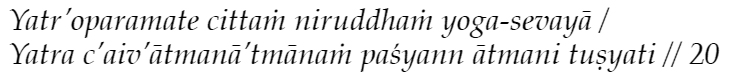 Yatr’oparamate cittaṁ niruddhaṁ yoga-sevayā /
Yatra c’aiv’ātmanā’tmānaṁ paśyann ātmani tuṣyati // 20